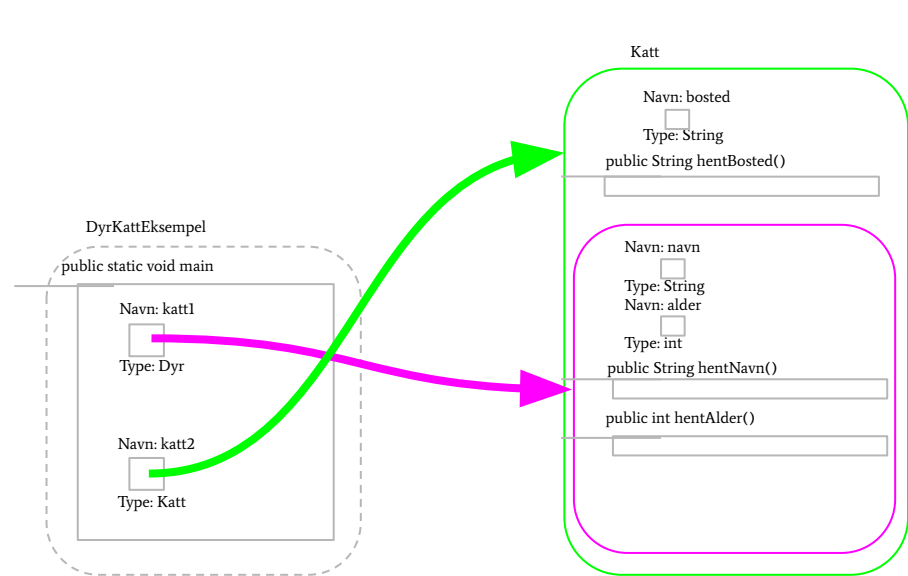 DyrKattEksempel
public static void main
Navn: katt1
Type: Dyr
Navn: katt2
Type: Katt
Katt
Navn: bosted
Type: String
public String hentBosted()
Navn: navn
Type: String
Navn: alder
Type: int
public String hentNavn()
public int hentAlder()